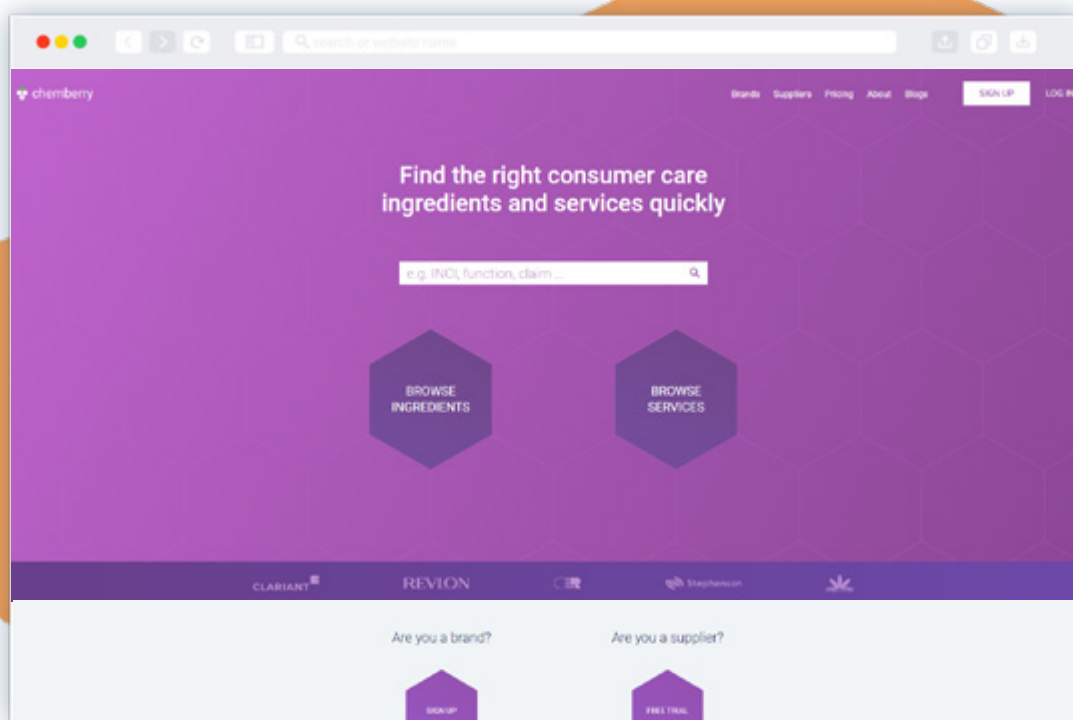 search or website name
chemberry
Brands Suppliers Pricing About Blogs SIGN UP LOG IN
Find the right consumer care
ingredients and services quickly
e.g. INCI, function, claim ...
BROWSE
INGREDIENTS
BROWSE
SERVICES
CLARIANT REVLON Stephenson
Are you a brand? Are you a supplier?
SIGN UP FREE TRIAL